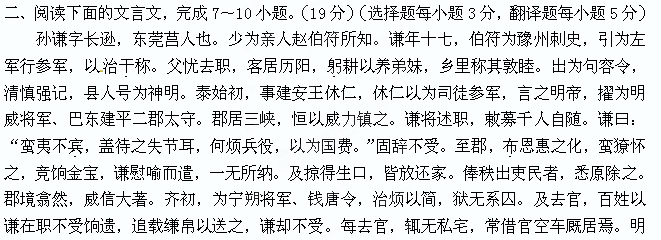 二、阅读下面的文言文，完成7～10小题。（19分）（选择题每小题3分，翻译题每小题5分）
孙谦字长逊，东莞莒人也。少为亲人赵伯符所知。谦年十七，伯符为豫州刺史，引为左
军行参军，以治干称。父忧去职，客居历阳，躬耕以养弟妹，乡里称其敦睦。出为句容令，
清慎强记，县人号为神明。泰始初，事建安王休仁，休仁以为司徒参军，言之明帝，擢为明
威将军、巴东建平二郡太守。郡居三峡，恒以威力镇之。谦将述职，敕募千人自随。谦曰：
“蛮夷不宾，盖待之失节耳，何烦兵役，以为国费。”固辞不受。至郡，布恩惠之化，蛮獠怀
之，竞饷金宝，谦慰喻而遣，一无所纳。及掠得生口，皆放还家。俸秩出吏民者，悉原除之。
郡境翕然，威信大著。齐初，为宁朔将军、钱唐令，治烦以简，狱无系囚。及去官，百姓以
谦在职不受饷遗，追载缣帛以送之，谦却不受。每去官，辄无私宅，常借官空车厩居焉。明